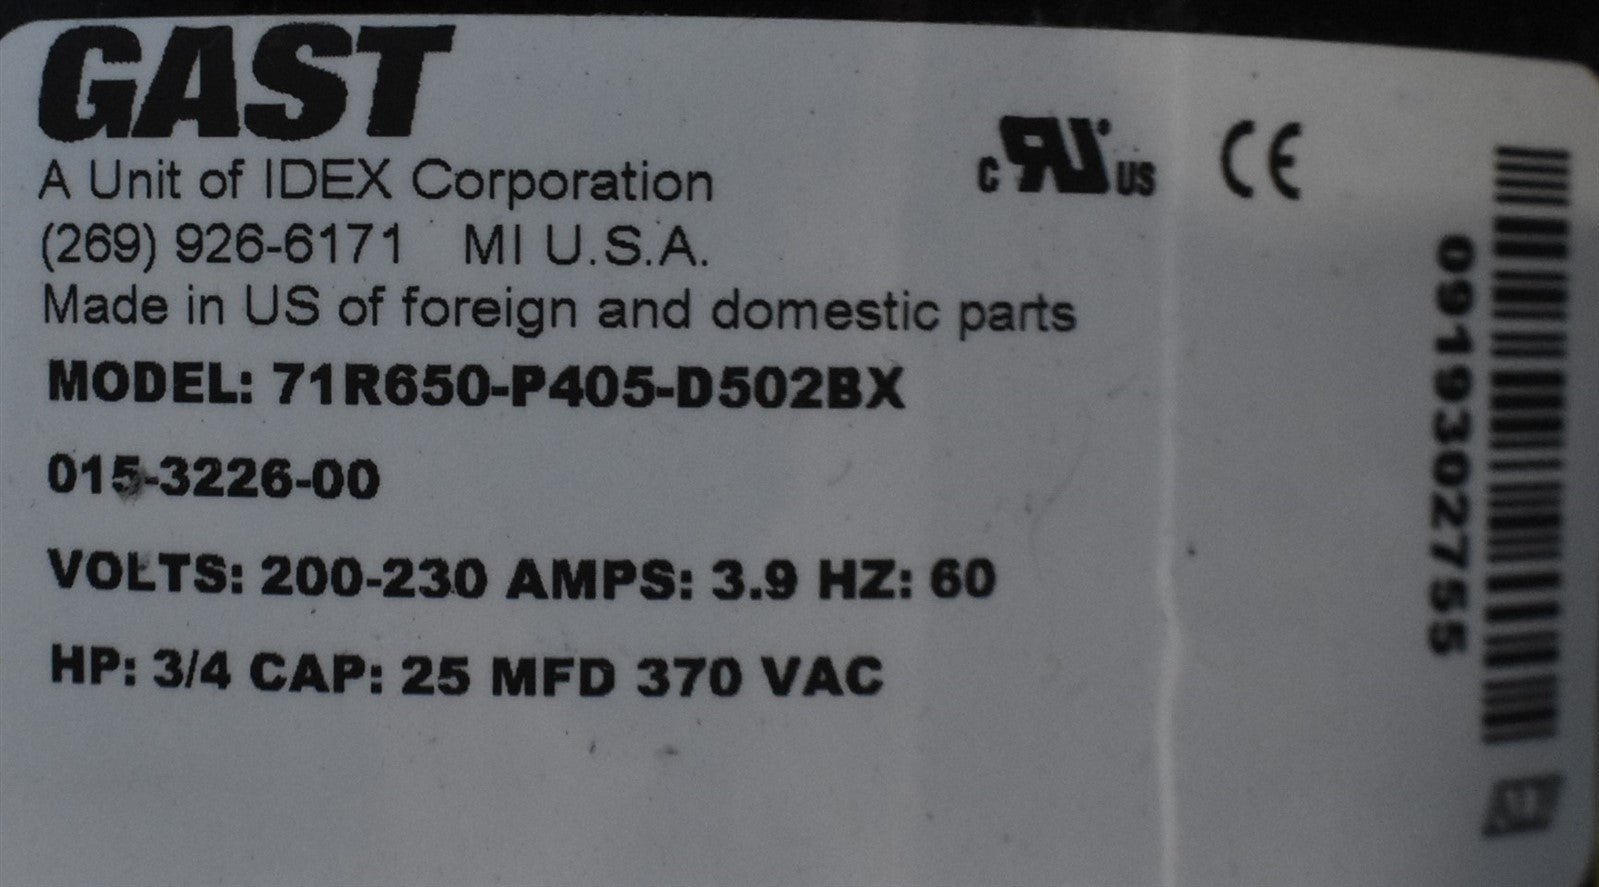 GAST
A Unit of IDEX Corporation
(269) 926-6171 MI U.S.A.
Made in US of foreign and domestic parts
MODEL: 71R650-P405-D502BX
015-3226-00
VOLTS: 200-230 AMPS: 3.9 HZ: 60
HP: 3/4 CAP: 25 MFD 370 VAC
c RU US CE
0919302755